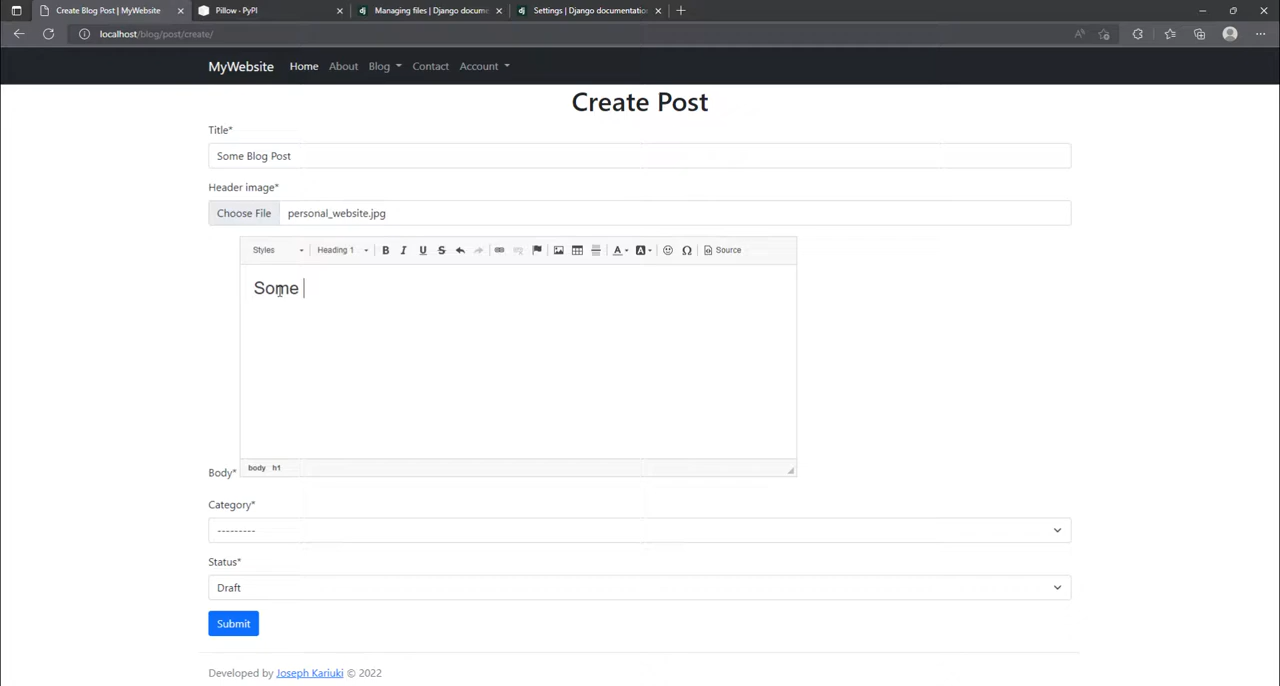 Create Blog Post | MyWebsite
Pillow · PyPI
Managing files | Django docume
Settings | Django documentatio
localhost/blog/post/create/
MyWebsite Home About Blog Contact Account
Create Post
Title*
Some Blog Post
Header image*
Choose File personal_website.jpg
Styles Heading 1 B I U S A A Ω Source
Some
body h1
Body*
Category*
---------
Status*
Draft
Submit
Developed by Joseph Kariuki © 2022